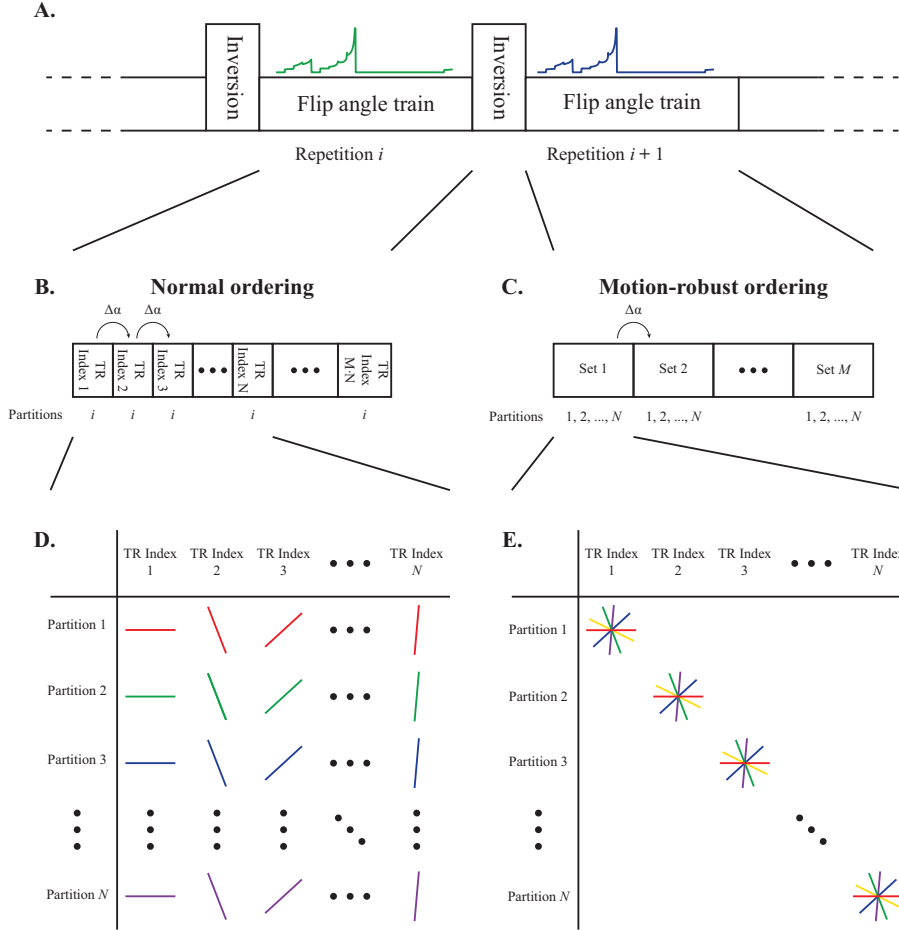 A.
Inversion
Inversion
Flip angle train
Flip angle train
Repetition i
Repetition i + 1
B.
Normal ordering
Δα
Δα
TR
Index 1
TR
Index 2
TR
Index 3
TR
Index N
TR
Index
M·N
Partitions
i
i
i
i
i
C.
Motion-robust ordering
Δα
Set 1
Set 2
Set M
Partitions
1, 2, ..., N
1, 2, ..., N
1, 2, ..., N
D.
TR Index
1
TR Index
2
TR Index
3
TR Index
N
Partition 1
Partition 2
Partition 3
Partition N
E.
TR Index
1
TR Index
2
TR Index
3
TR Index
N
Partition 1
Partition 2
Partition 3
Partition N